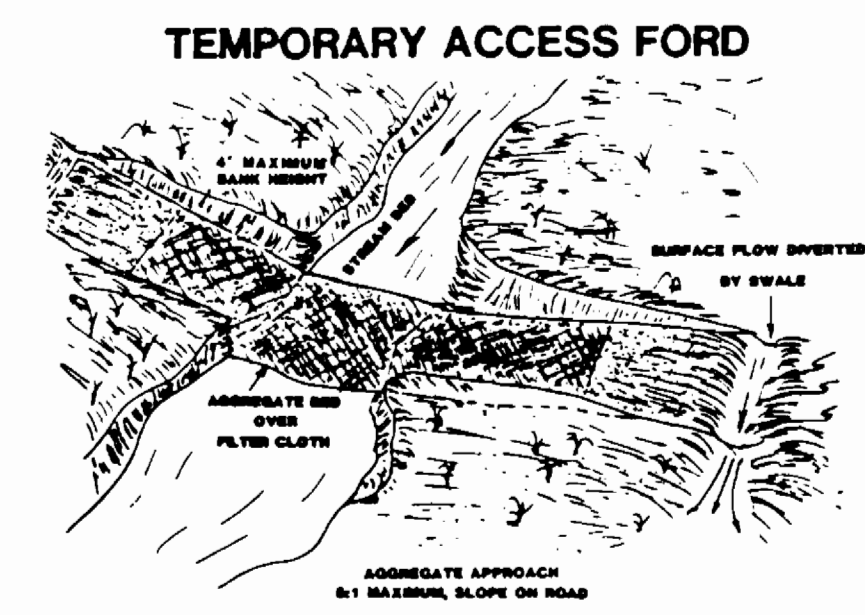 TEMPORARY ACCESS FORD
4' MAXIMUM
BANK HEIGHT
STREAM BED
SURFACE FLOW DIVERTED
BY SWALE
AGGREGATE BED
OVER
FILTER CLOTH
AGGREGATE APPROACH
MAXIMUM, SLOPE ON ROAD